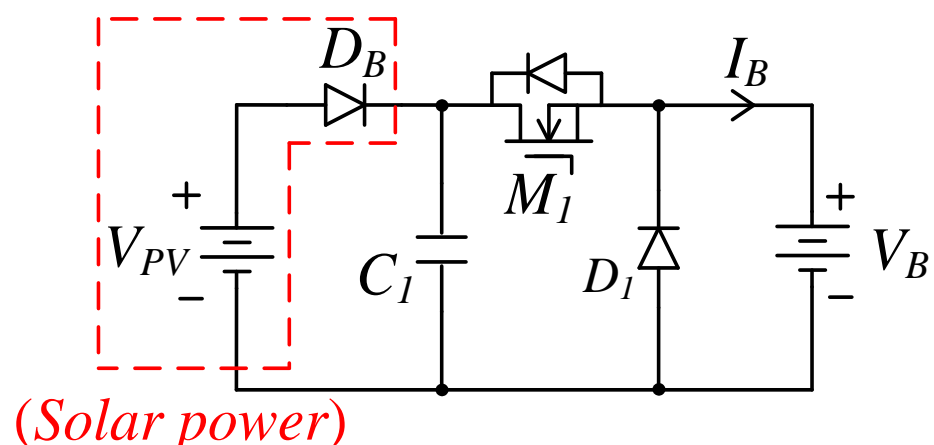 D_B
I_B
+
M_1
+
V_PV
C_1
D_1
V_B
−
−
(Solar power)